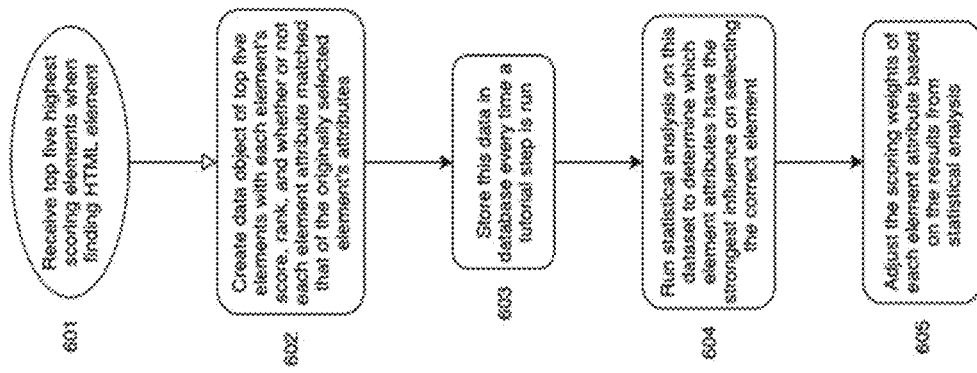 601
Receive top five highest
scoring elements when
finding HTML element
602
Create data object of top five
elements with each element's
score, rank, and whether or not
each element attribute matched
that of the originally selected
element's attributes
603
Store this data in
database every time a
tutorial step is run
604
Run statistical analysis on this
dataset to determine which
element attributes have the
strongest influence on selecting
the correct element
605
Adjust the scoring weights of
each element attribute based
on the results from
statistical analysis